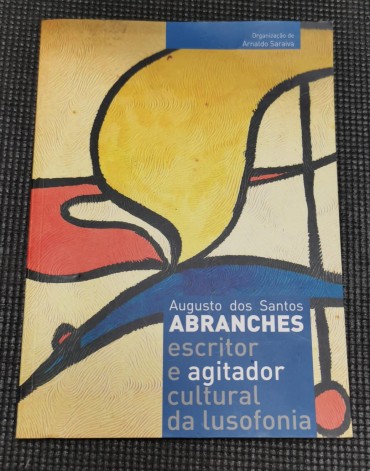 Organização de
Arnaldo Saraiva
Augusto dos Santos
ABRANCHES
escritor
e agitador
cultural
da lusofonia